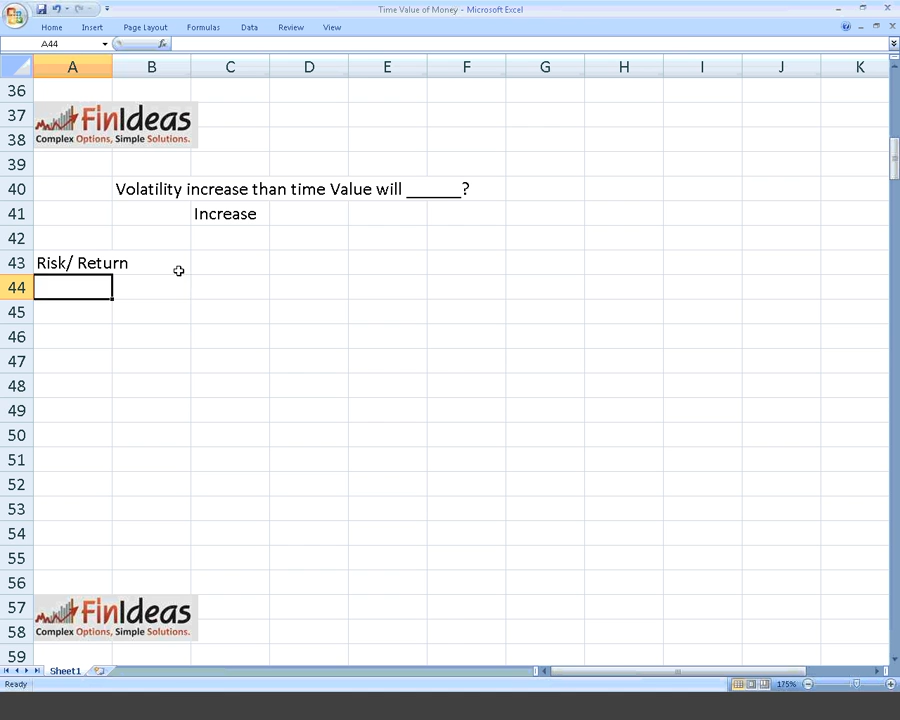 Time Value of Money - Microsoft Excel
Home Insert Page Layout Formulas Data Review View
A44 fx
A B C D E F G H I J K
36
37 FinIdeas
38 Complex Options, Simple Solutions.
39
40 Volatility increase than time Value will ______?
41 Increase
42
43 Risk/ Return
44
45
46
47
48
49
50
51
52
53
54
55
56
57 FinIdeas
58 Complex Options, Simple Solutions.
59
Sheet1
Ready 175%